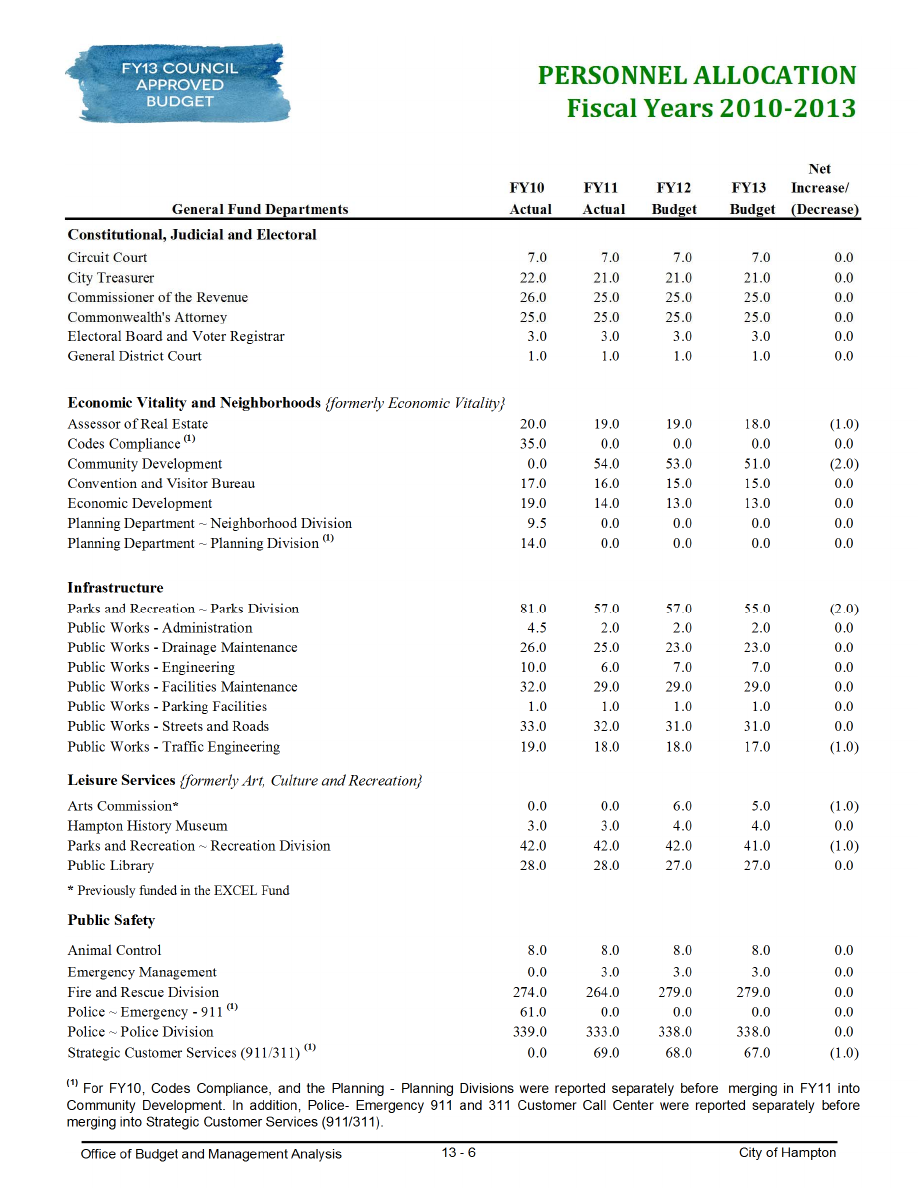 FY13 COUNCIL
APPROVED
BUDGET
PERSONNEL ALLOCATION
Fiscal Years 2010-2013
Net
FY10 FY11 FY12 FY13 Increase/
General Fund Departments Actual Actual Budget Budget (Decrease)
Constitutional, Judicial and Electoral
Circuit Court 7.0 7.0 7.0 7.0 0.0
City Treasurer 22.0 21.0 21.0 21.0 0.0
Commissioner of the Revenue 26.0 25.0 25.0 25.0 0.0
Commonwealth's Attorney 25.0 25.0 25.0 25.0 0.0
Electoral Board and Voter Registrar 3.0 3.0 3.0 3.0 0.0
General District Court 1.0 1.0 1.0 1.0 0.0
Economic Vitality and Neighborhoods {formerly Economic Vitality}
Assessor of Real Estate 20.0 19.0 19.0 18.0 (1.0)
Codes Compliance (1) 35.0 0.0 0.0 0.0 0.0
Community Development 0.0 54.0 53.0 51.0 (2.0)
Convention and Visitor Bureau 17.0 16.0 15.0 15.0 0.0
Economic Development 19.0 14.0 13.0 13.0 0.0
Planning Department ~ Neighborhood Division 9.5 0.0 0.0 0.0 0.0
Planning Department ~ Planning Division (1) 14.0 0.0 0.0 0.0 0.0
Infrastructure
Parks and Recreation ~ Parks Division 81.0 57.0 57.0 55.0 (2.0)
Public Works - Administration 4.5 2.0 2.0 2.0 0.0
Public Works - Drainage Maintenance 26.0 25.0 23.0 23.0 0.0
Public Works - Engineering 10.0 6.0 7.0 7.0 0.0
Public Works - Facilities Maintenance 32.0 29.0 29.0 29.0 0.0
Public Works - Parking Facilities 1.0 1.0 1.0 1.0 0.0
Public Works - Streets and Roads 33.0 32.0 31.0 31.0 0.0
Public Works - Traffic Engineering 19.0 18.0 18.0 17.0 (1.0)
Leisure Services {formerly Art, Culture and Recreation}
Arts Commission* 0.0 0.0 6.0 5.0 (1.0)
Hampton History Museum 3.0 3.0 4.0 4.0 0.0
Parks and Recreation ~ Recreation Division 42.0 42.0 42.0 41.0 (1.0)
Public Library 28.0 28.0 27.0 27.0 0.0
* Previously funded in the EXCEL Fund
Public Safety
Animal Control 8.0 8.0 8.0 8.0 0.0
Emergency Management 0.0 3.0 3.0 3.0 0.0
Fire and Rescue Division 274.0 264.0 279.0 279.0 0.0
Police ~ Emergency - 911 (1) 61.0 0.0 0.0 0.0 0.0
Police ~ Police Division 339.0 333.0 338.0 338.0 0.0
Strategic Customer Services (911/311) (1) 0.0 69.0 68.0 67.0 (1.0)
(1) For FY10, Codes Compliance, and the Planning - Planning Divisions were reported separately before merging in FY11 into
Community Development. In addition, Police- Emergency 911 and 311 Customer Call Center were reported separately before
merging into Strategic Customer Services (911/311).
Office of Budget and Management Analysis 13 - 6 City of Hampton